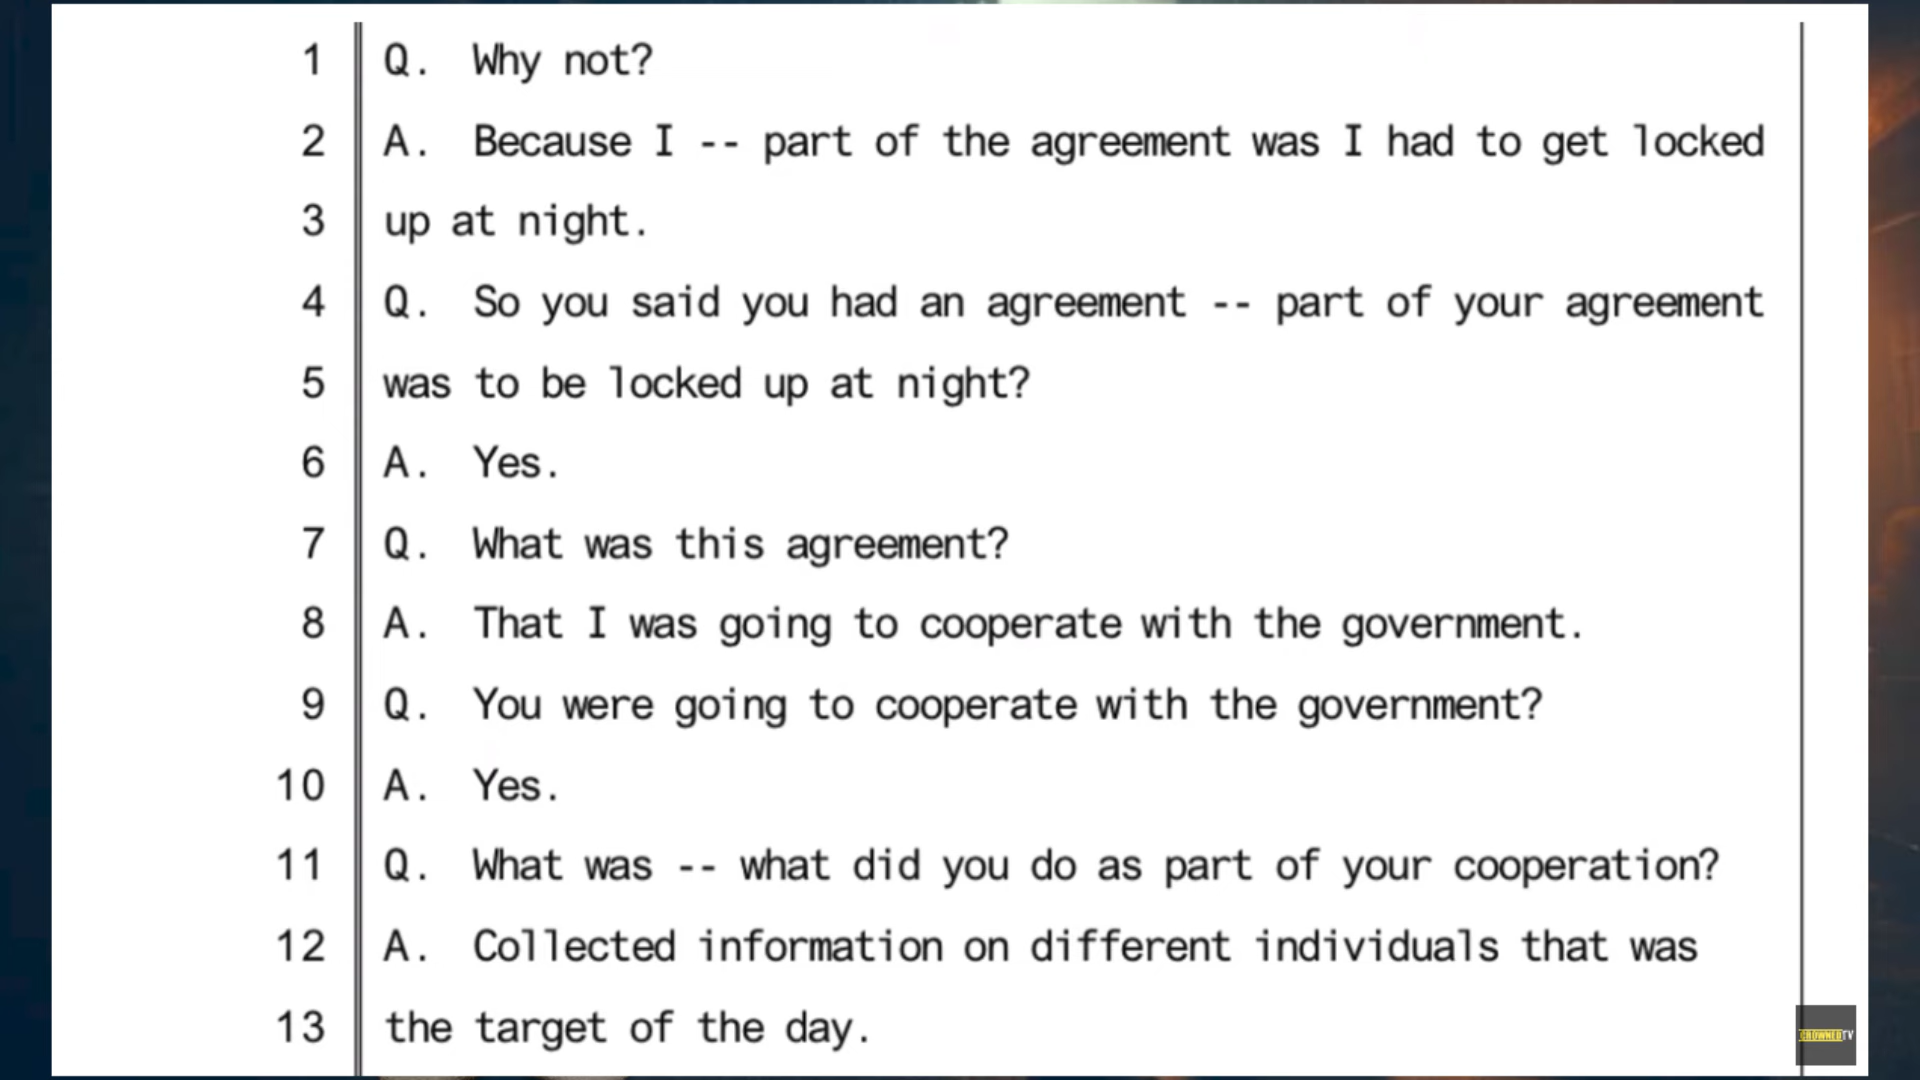 1 Q. Why not?
2 A. Because I -- part of the agreement was I had to get locked
3 up at night.
4 Q. So you said you had an agreement -- part of your agreement
5 was to be locked up at night?
6 A. Yes.
7 Q. What was this agreement?
8 A. That I was going to cooperate with the government.
9 Q. You were going to cooperate with the government?
10 A. Yes.
11 Q. What was -- what did you do as part of your cooperation?
12 A. Collected information on different individuals that was
13 the target of the day.
CROWNEDTV